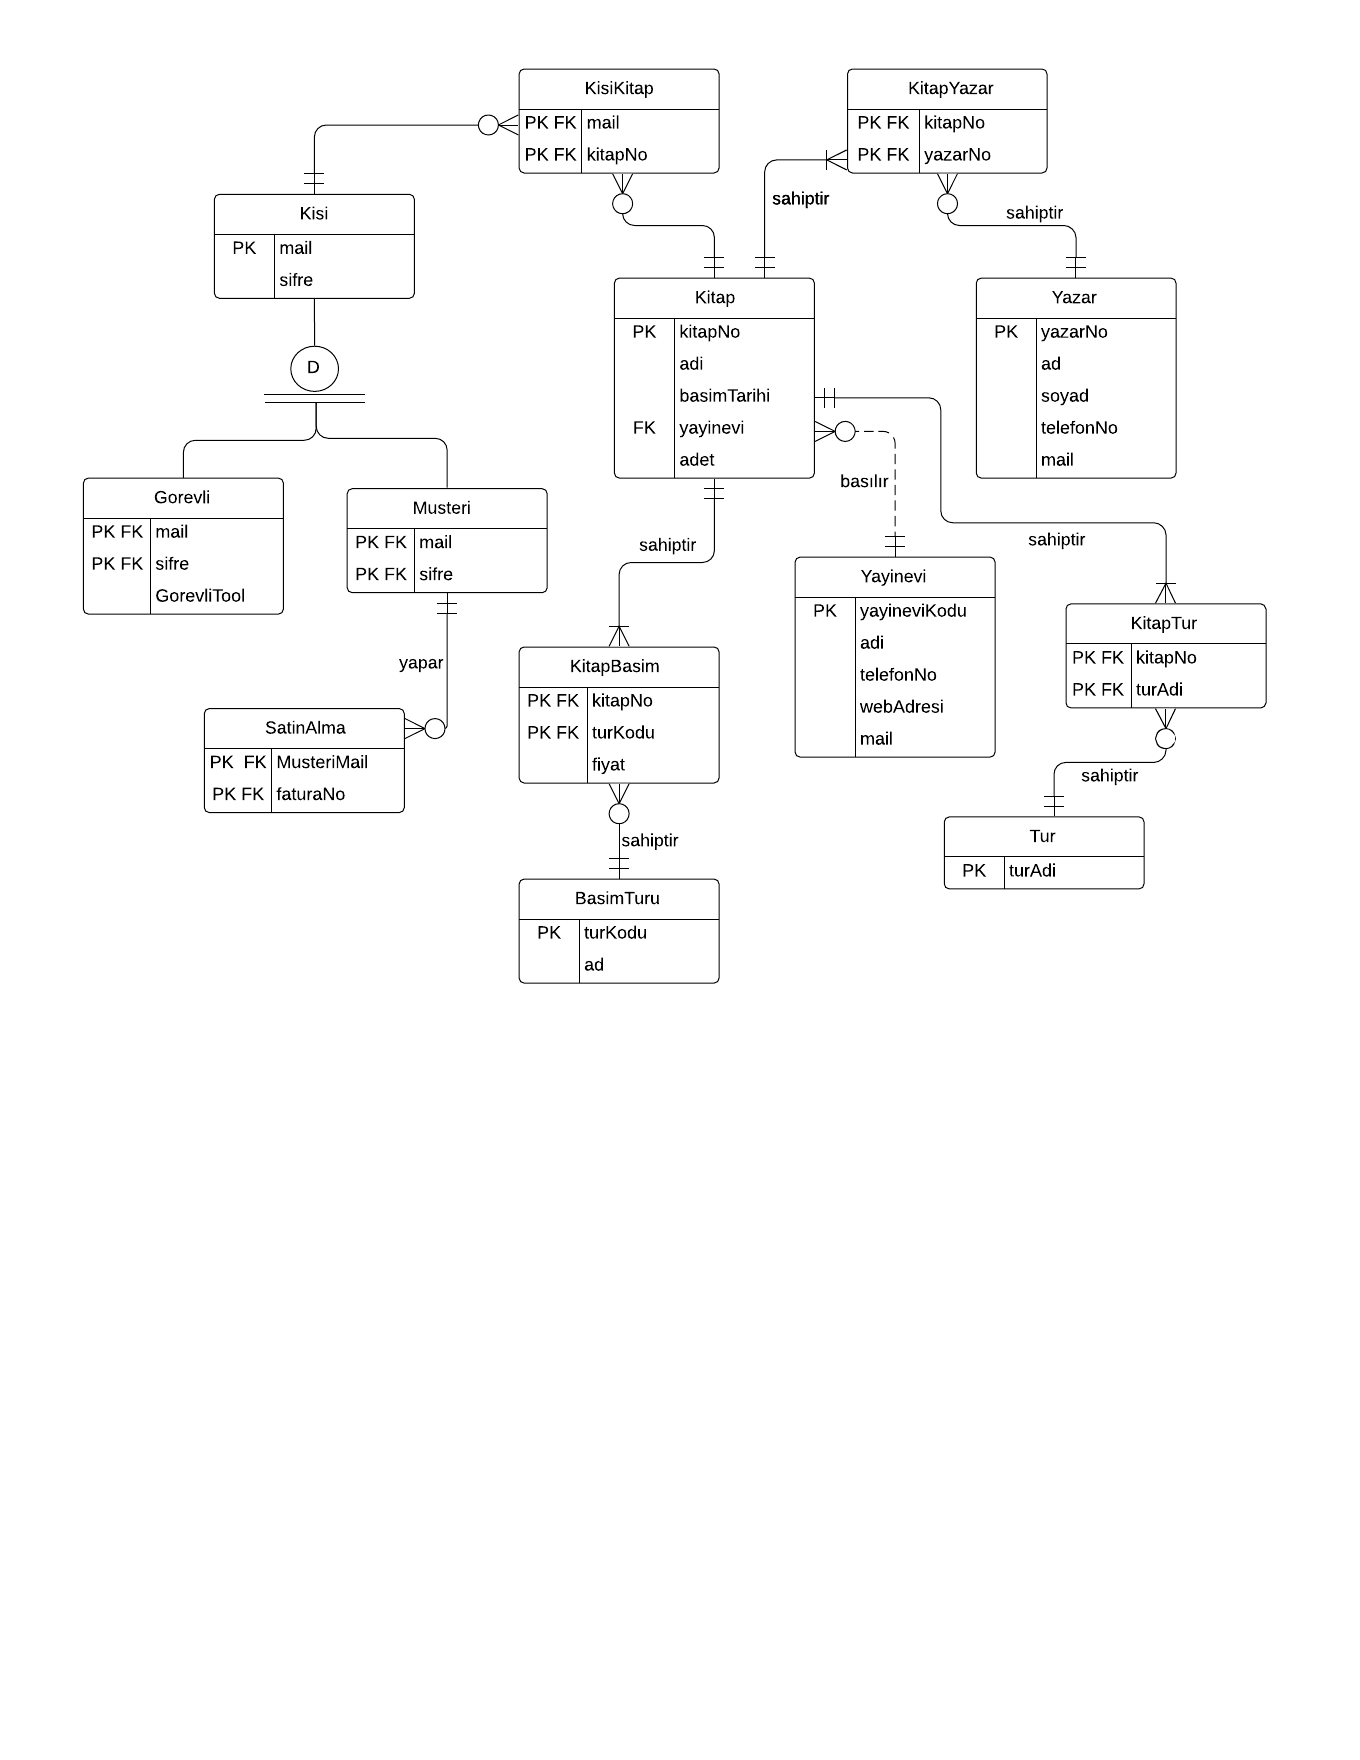 KisiKitap
PK FK mail
PK FK kitapNo
KitapYazar
PK FK kitapNo
PK FK yazarNo
sahiptir
sahiptir
Kisi
PK mail
sifre
D
Kitap
PK kitapNo
adi
basimTarihi
FK yayinevi
adet
Yazar
PK yazarNo
ad
soyad
telefonNo
mail
Gorevli
PK FK mail
PK FK sifre
GorevliTool
Musteri
PK FK mail
PK FK sifre
basılır
sahiptir
sahiptir
yapar
Yayinevi
PK yayineviKodu
adi
telefonNo
webAdresi
mail
KitapTur
PK FK kitapNo
PK FK turAdi
KitapBasim
PK FK kitapNo
PK FK turKodu
fiyat
SatinAlma
PK FK MusteriMail
PK FK faturaNo
sahiptir
sahiptir
Tur
PK turAdi
BasimTuru
PK turKodu
ad